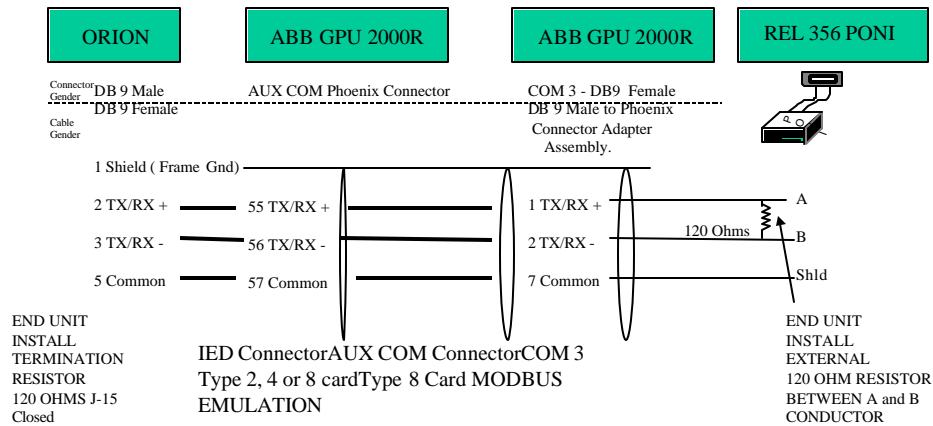 ORION
ABB GPU 2000R
ABB GPU 2000R
REL 356 PONI
Connector
Gender
DB 9 Male
AUX COM Phoenix Connector
COM 3 - DB9 Female
DB 9 Female
DB 9 Male to Phoenix
Cable
Gender
Connector Adapter
Assembly.
P O
1 Shield ( Frame Gnd)
2 TX/RX +
55 TX/RX +
1 TX/RX +
A
120 Ohms
3 TX/RX -
56 TX/RX -
2 TX/RX -
B
5 Common
57 Common
7 Common
Shld
END UNIT
INSTALL
TERMINATION
RESISTOR
120 OHMS J-15
Closed
IED ConnectorAUX COM ConnectorCOM 3
Type 2, 4 or 8 cardType 8 Card MODBUS
EMULATION
END UNIT
INSTALL
EXTERNAL
120 OHM RESISTOR
BETWEEN A and B
CONDUCTOR